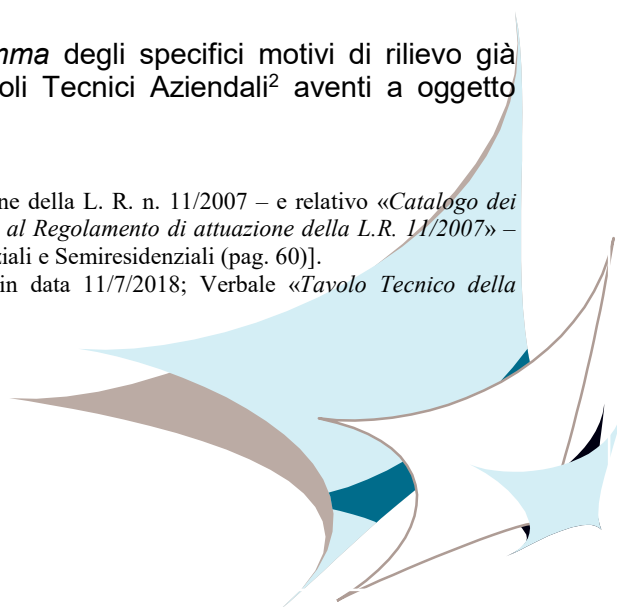 mma degli specifici motivi di rilievo già
oli Tecnici Aziendali² aventi a oggetto
ne della L. R. n. 11/2007 – e relativo «Catalogo dei
al Regolamento di attuazione della L.R. 11/2007» –
ziali e Semiresidenziali (pag. 60)].
in data 11/7/2018; Verbale «Tavolo Tecnico della